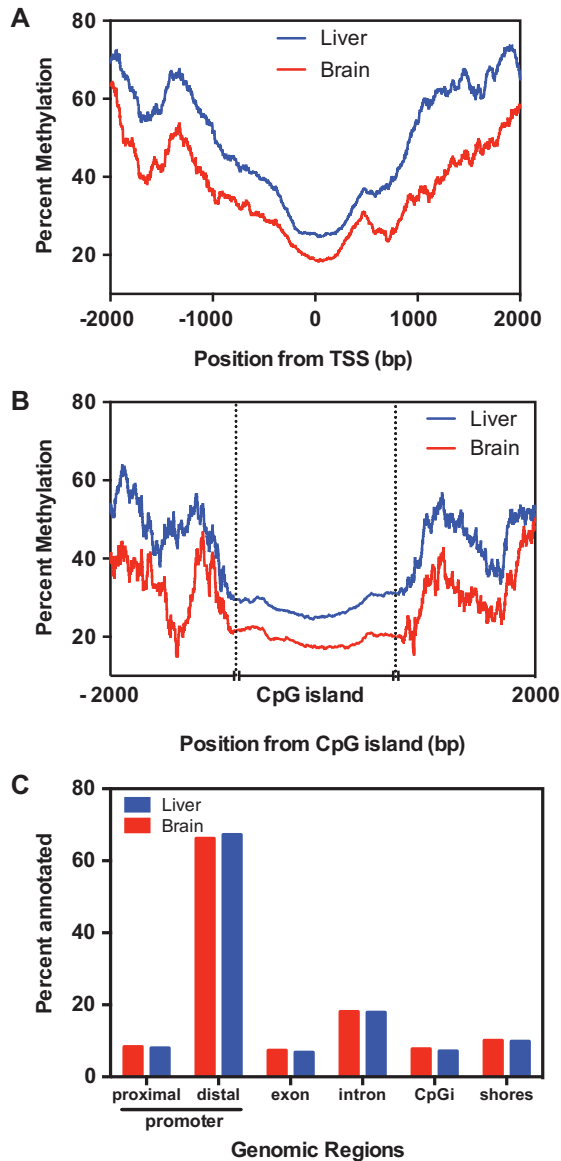 A
80
60
40
20
Percent Methylation
Liver
Brain
-2000
-1000
0
1000
2000
Position from TSS (bp)
B
80
60
40
20
Percent Methylation
Liver
Brain
-2000
CpG island
2000
Position from CpG island (bp)
C
80
60
40
20
0
Percent annotated
Liver
Brain
proximal
distal
exon
intron
CpGi
shores
promoter
Genomic Regions